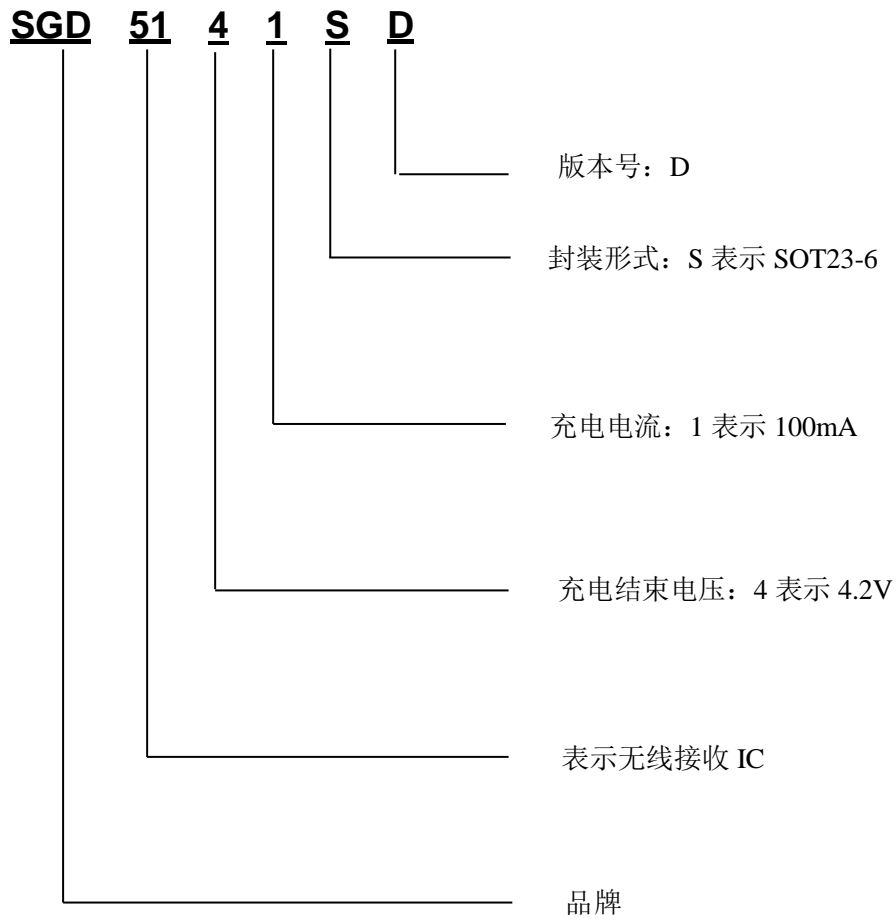 SGD 51 4 1 S D
版本号：D
封装形式：S 表示 SOT23-6
充电电流：1 表示 100mA
充电结束电压：4 表示 4.2V
表示无线接收 IC
品牌